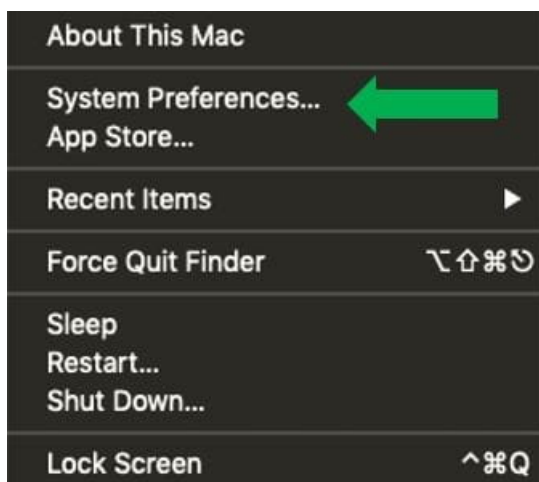 About This Mac
System Preferences...
App Store...
Recent Items ▶
Force Quit Finder ⌥⇧⌘⎋
Sleep
Restart...
Shut Down...
Lock Screen ^⌘Q